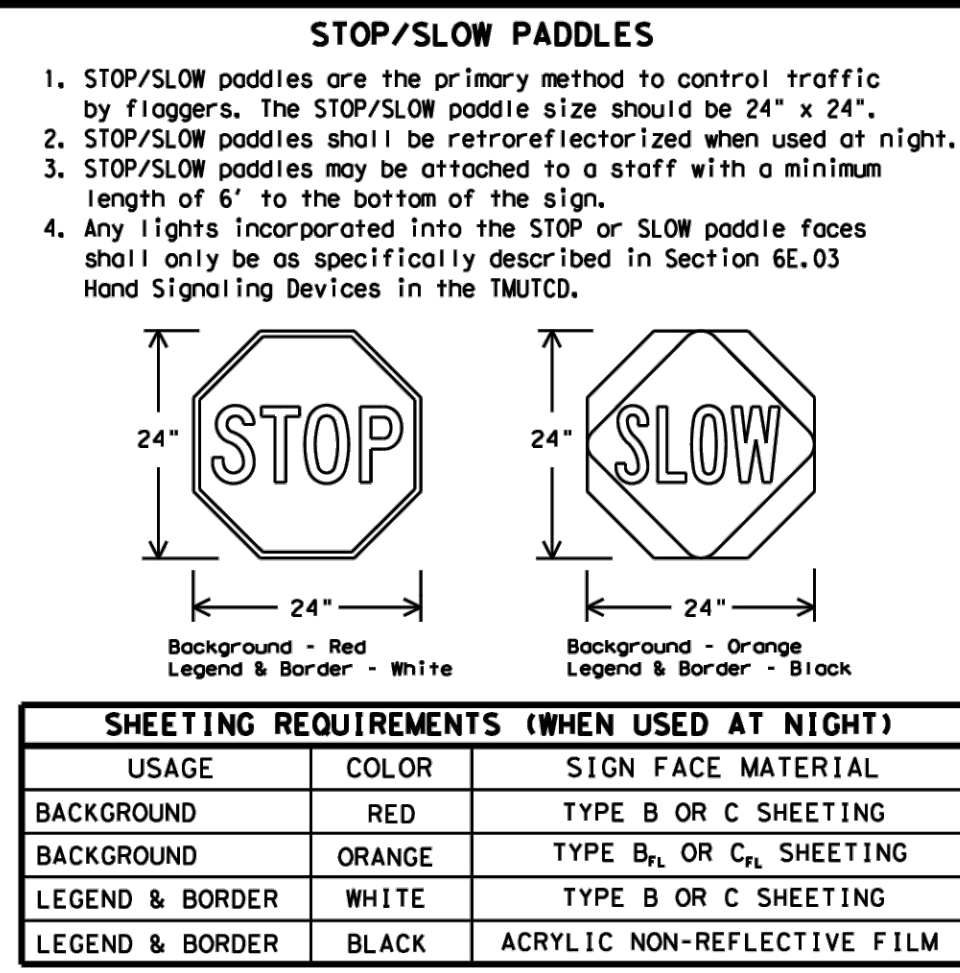 STOP/SLOW PADDLES
1. STOP/SLOW paddles are the primary method to control traffic
by flaggers. The STOP/SLOW paddle size should be 24" x 24".
2. STOP/SLOW paddles shall be retroreflectorized when used at night.
3. STOP/SLOW paddles may be attached to a staff with a minimum
length of 6' to the bottom of the sign.
4. Any lights incorporated into the STOP or SLOW paddle faces
shall only be as specifically described in Section 6E.03
Hand Signaling Devices in the TMUTCD.
24" STOP 24" SLOW
24" 24"
Background - Red Background - Orange
Legend & Border - White Legend & Border - Black
SHEETING REQUIREMENTS (WHEN USED AT NIGHT)
USAGE COLOR SIGN FACE MATERIAL
BACKGROUND RED TYPE B OR C SHEETING
BACKGROUND ORANGE TYPE B_FL OR C_FL SHEETING
LEGEND & BORDER WHITE TYPE B OR C SHEETING
LEGEND & BORDER BLACK ACRYLIC NON-REFLECTIVE FILM